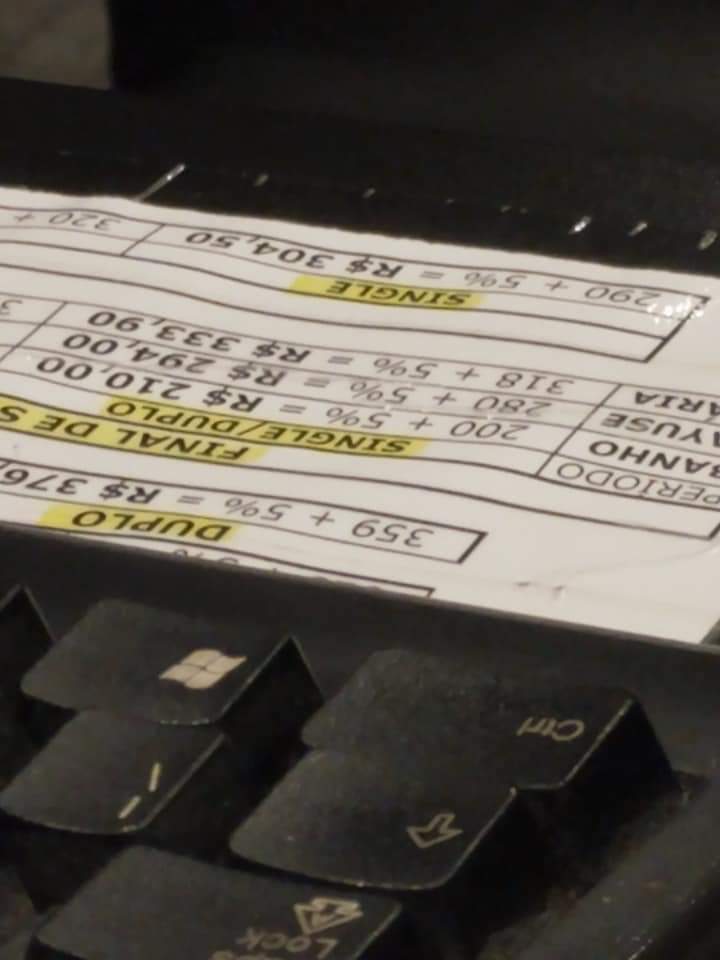 Lock
Ctrl
DUPLO
359 + 5% = R$ 376,
PERIODO FINAL DE S
SINGLE/DUPLO
BANHO 200 + 5% = R$ 210,00
AYUSE 280 + 5% = R$ 294,00
ARIA 318 + 5% = R$ 333,90
SINGLE
290 + 5% = R$ 304,50 320 +